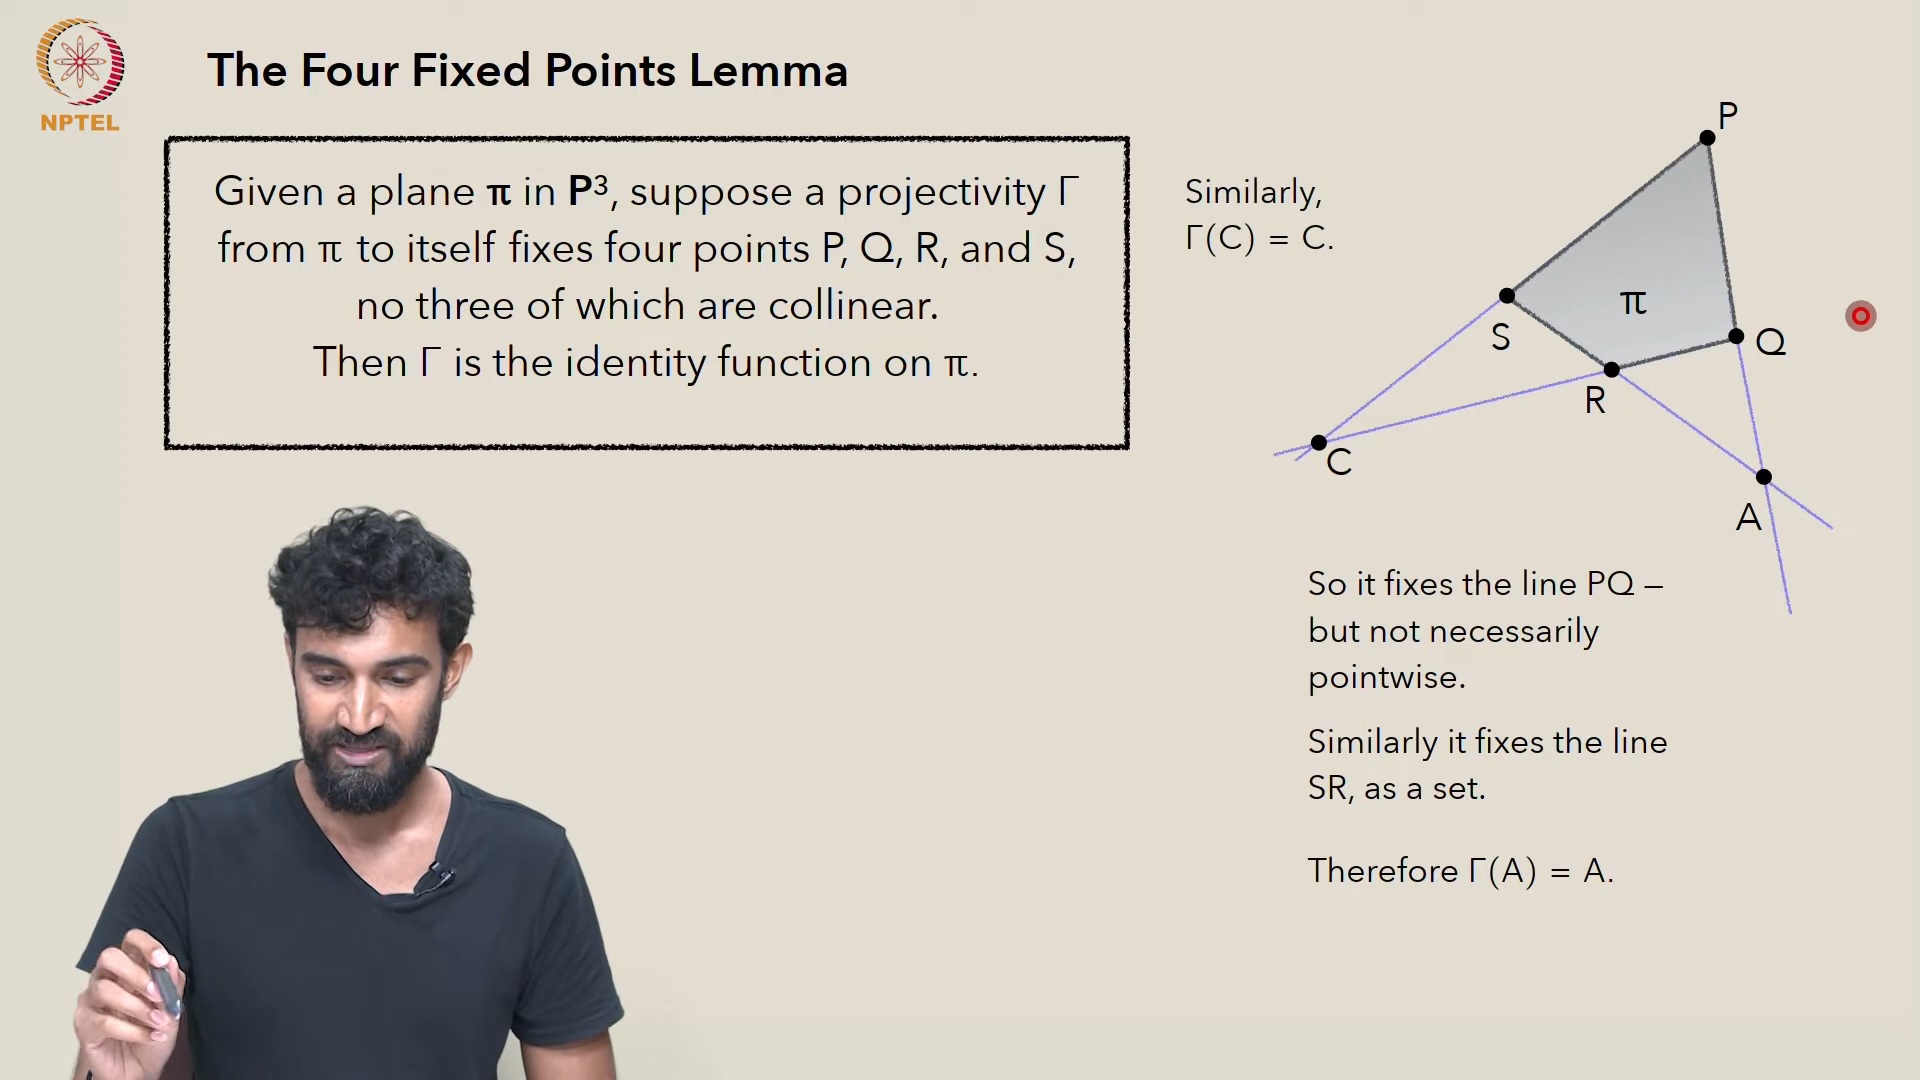 NPTEL
The Four Fixed Points Lemma
Given a plane π in P³, suppose a projectivity Γ
from π to itself fixes four points P, Q, R, and S,
no three of which are collinear.
Then Γ is the identity function on π.
Similarly,
Γ(C) = C.
P
S
π
Q
R
C
A
So it fixes the line PQ –
but not necessarily
pointwise.
Similarly it fixes the line
SR, as a set.
Therefore Γ(A) = A.